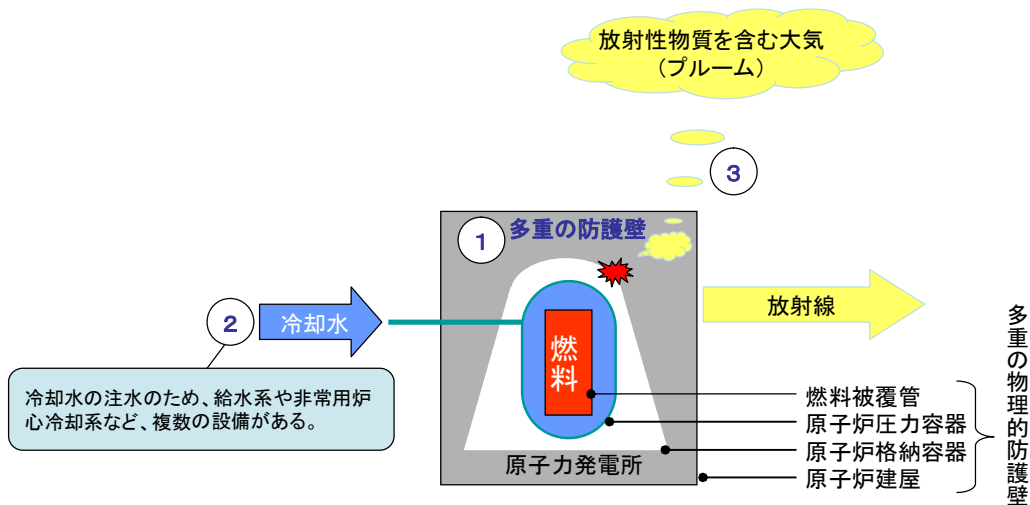 放射性物質を含む大気
（プルーム）
3
1
多重の防護壁
2
冷却水
放射線
燃料
冷却水の注水のため、給水系や非常用炉
心冷却系など、複数の設備がある。
原子力発電所
燃料被覆管
原子炉圧力容器
原子炉格納容器
原子炉建屋
多重の物理的防護壁